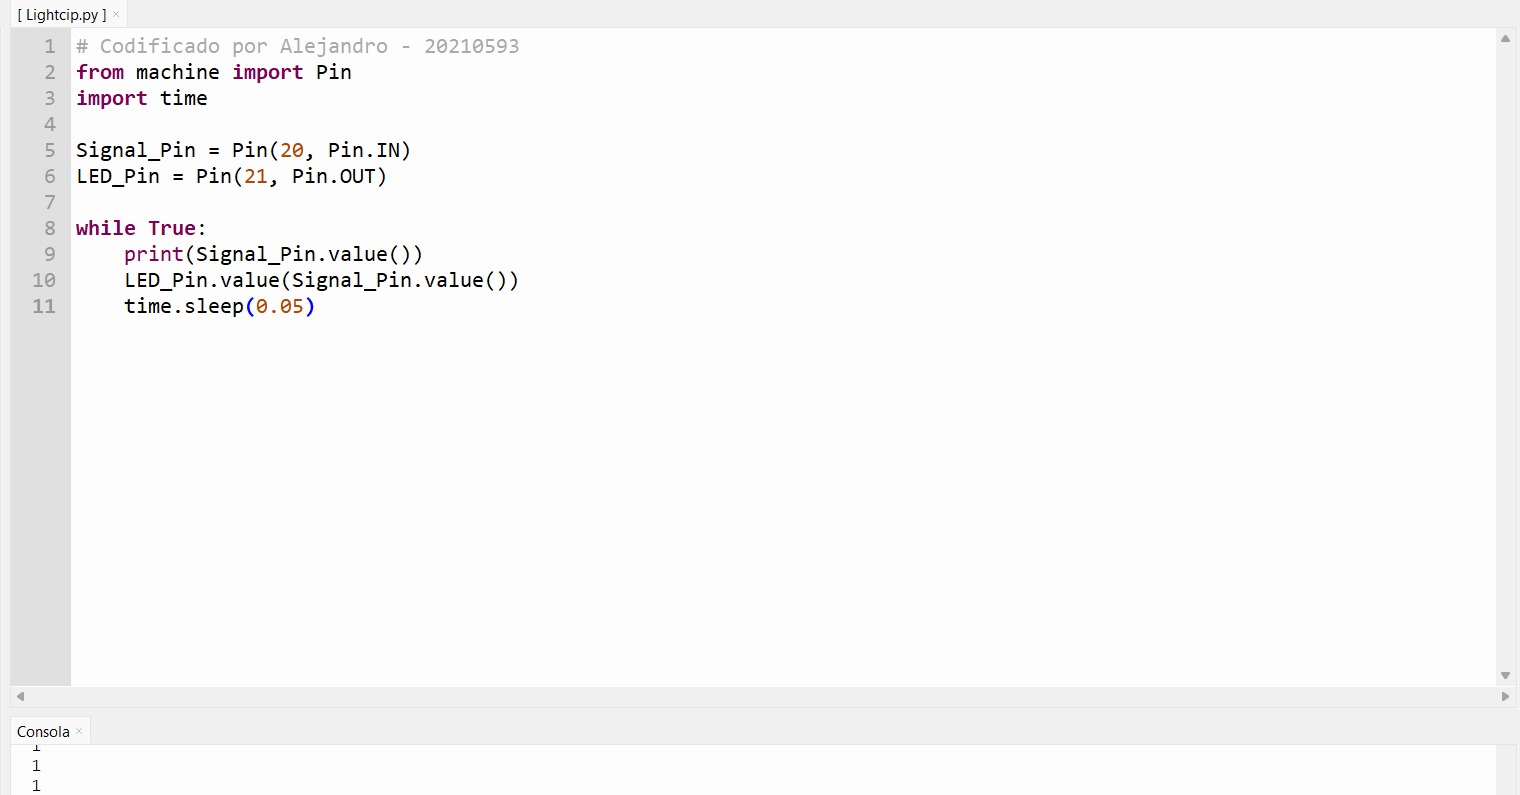 [ Lightcip.py ] ×
1 # Codificado por Alejandro - 20210593
2 from machine import Pin
3 import time
4
5 Signal_Pin = Pin(20, Pin.IN)
6 LED_Pin = Pin(21, Pin.OUT)
7
8 while True:
9     print(Signal_Pin.value())
10     LED_Pin.value(Signal_Pin.value())
11     time.sleep(0.05)
Consola ×
1
1
1